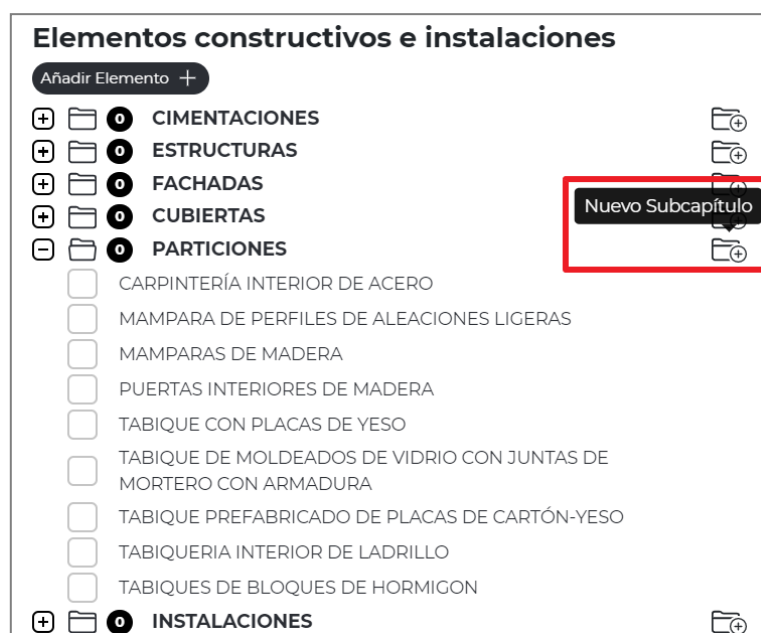 Elementos constructivos e instalaciones
Añadir Elemento +
0 CIMENTACIONES
0 ESTRUCTURAS
0 FACHADAS
0 CUBIERTAS
Nuevo Subcapítulo
0 PARTICIONES
CARPINTERÍA INTERIOR DE ACERO
MAMPARA DE PERFILES DE ALEACIONES LIGERAS
MAMPARAS DE MADERA
PUERTAS INTERIORES DE MADERA
TABIQUE CON PLACAS DE YESO
TABIQUE DE MOLDEADOS DE VIDRIO CON JUNTAS DE
MORTERO CON ARMADURA
TABIQUE PREFABRICADO DE PLACAS DE CARTÓN-YESO
TABIQUERIA INTERIOR DE LADRILLO
TABIQUES DE BLOQUES DE HORMIGON
0 INSTALACIONES